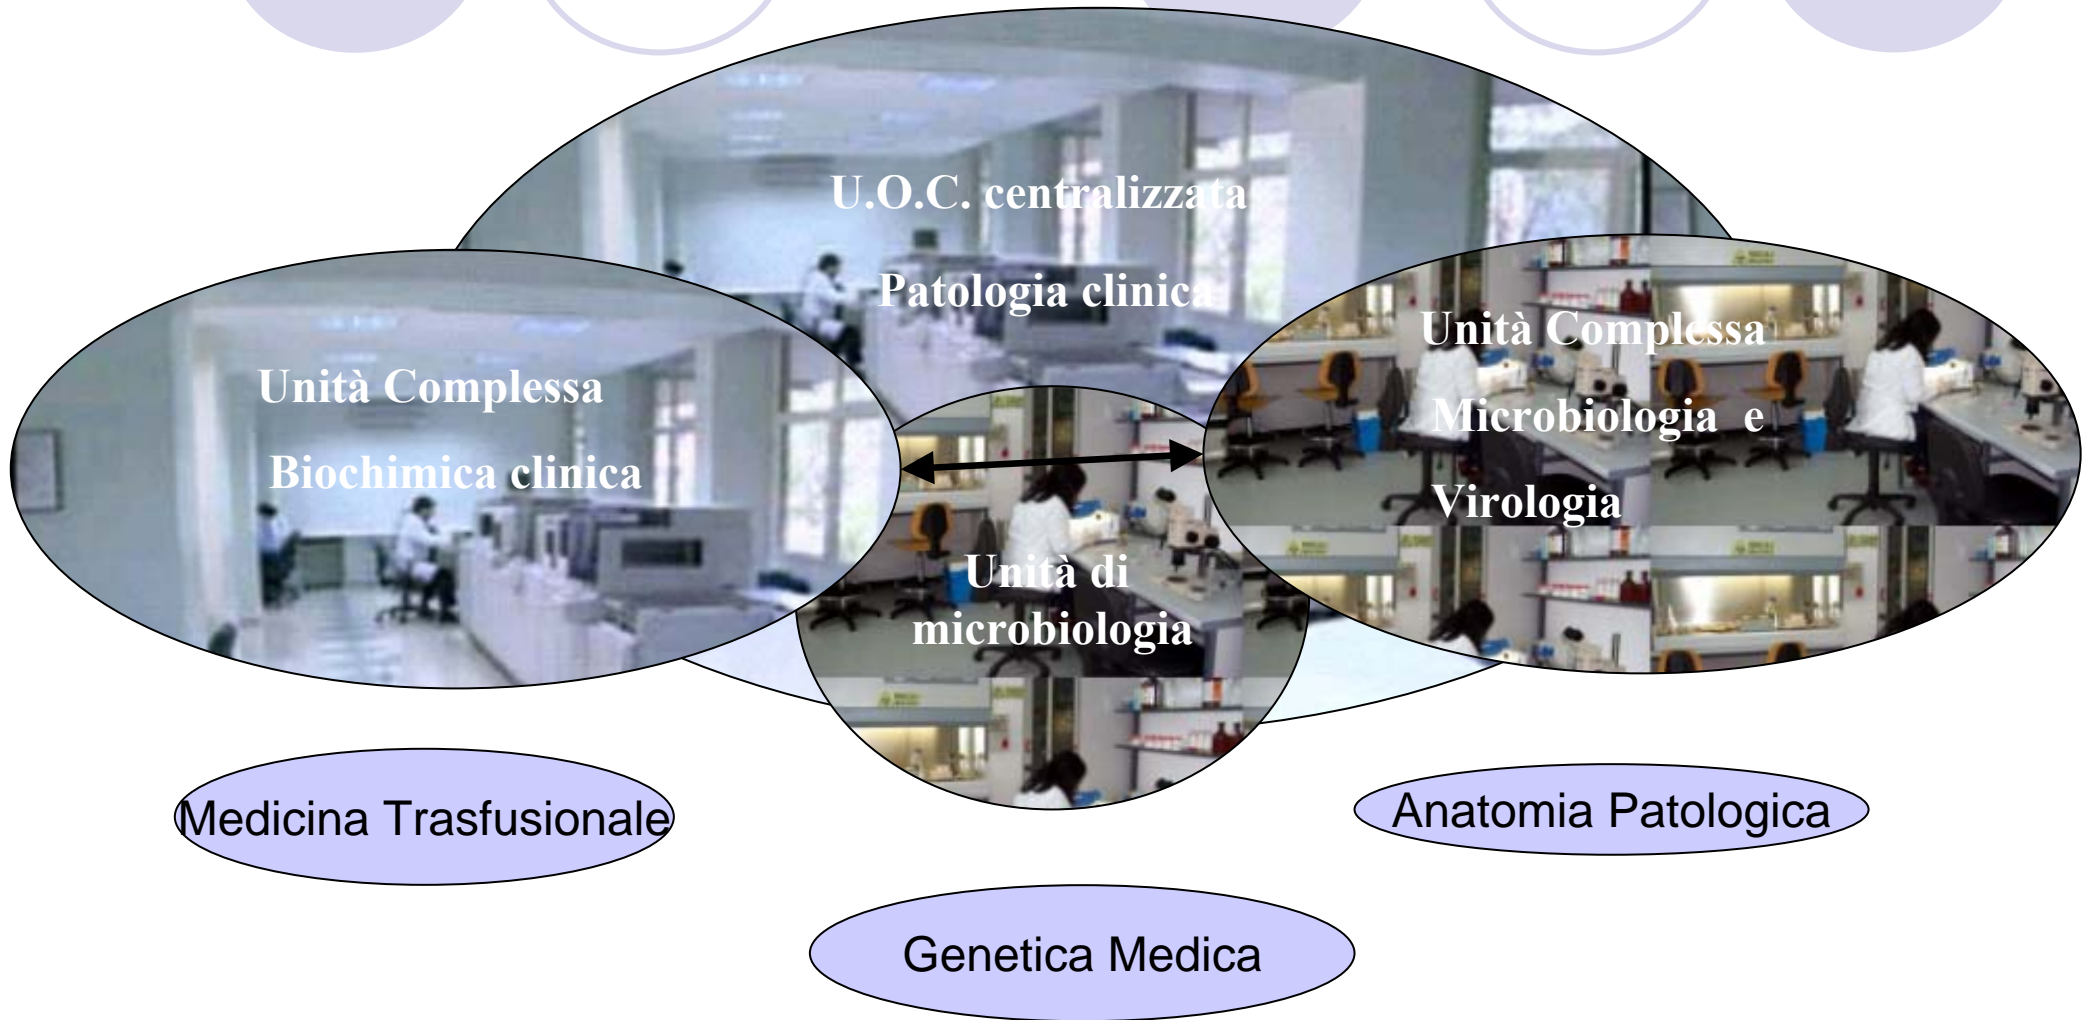 U.O.C. centralizzata
Patologia clinica
Unità Complessa
Biochimica clinica
Unità Complessa
Microbiologia e
Virologia
Unità di
microbiologia
Medicina Trasfusionale
Anatomia Patologica
Genetica Medica